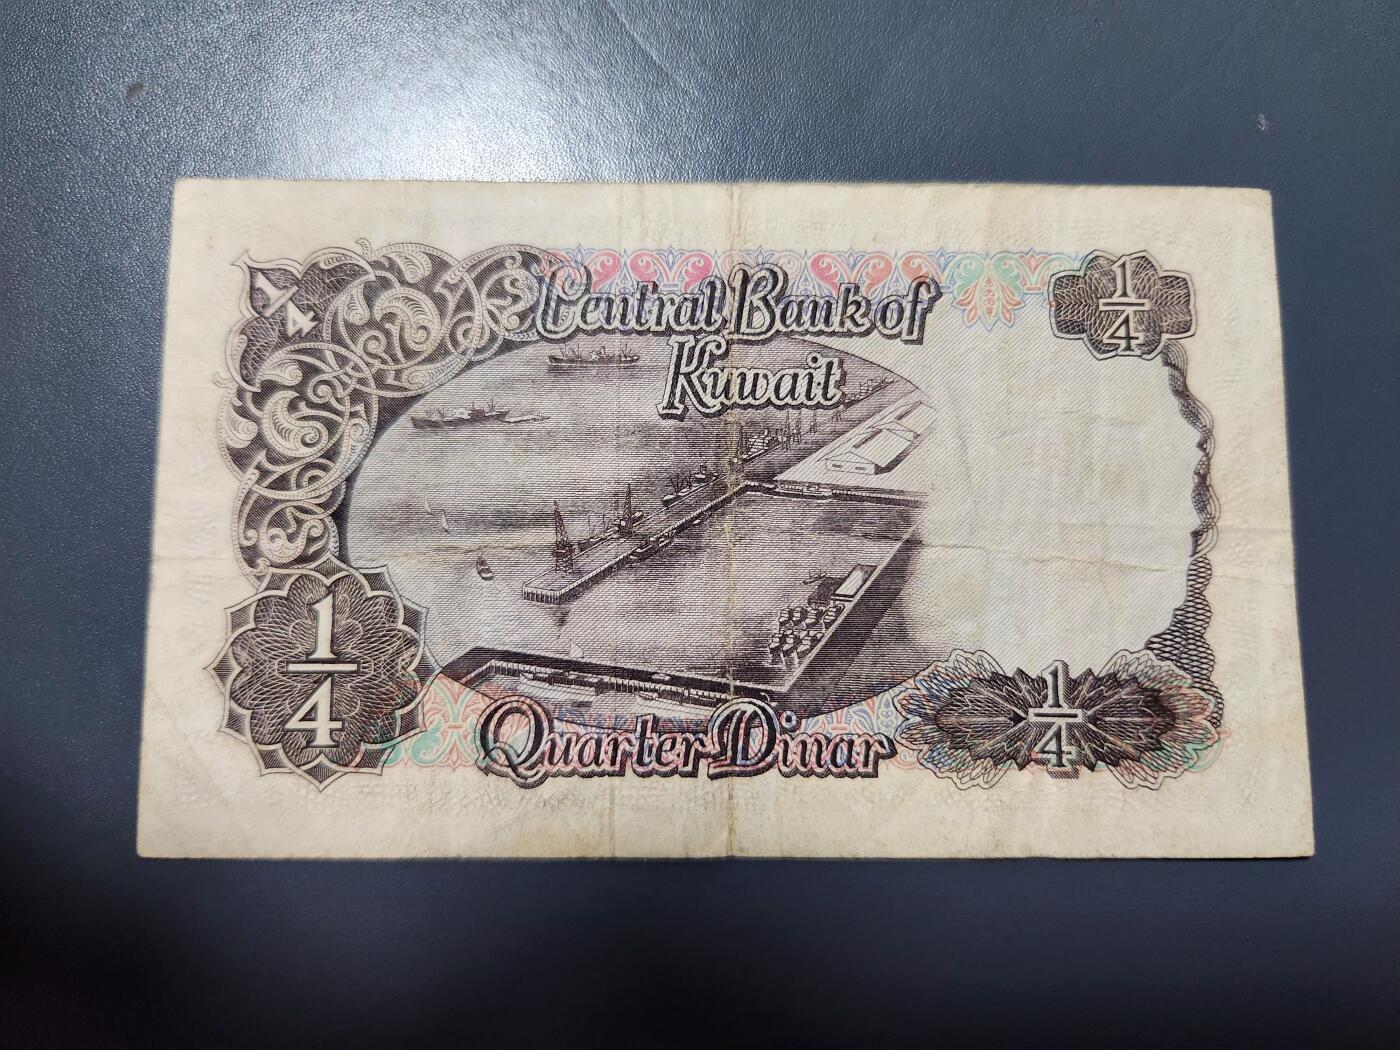 1/4
Central Bank of
Kuwait
1/4
1/4
Quarter Dinar
1/4